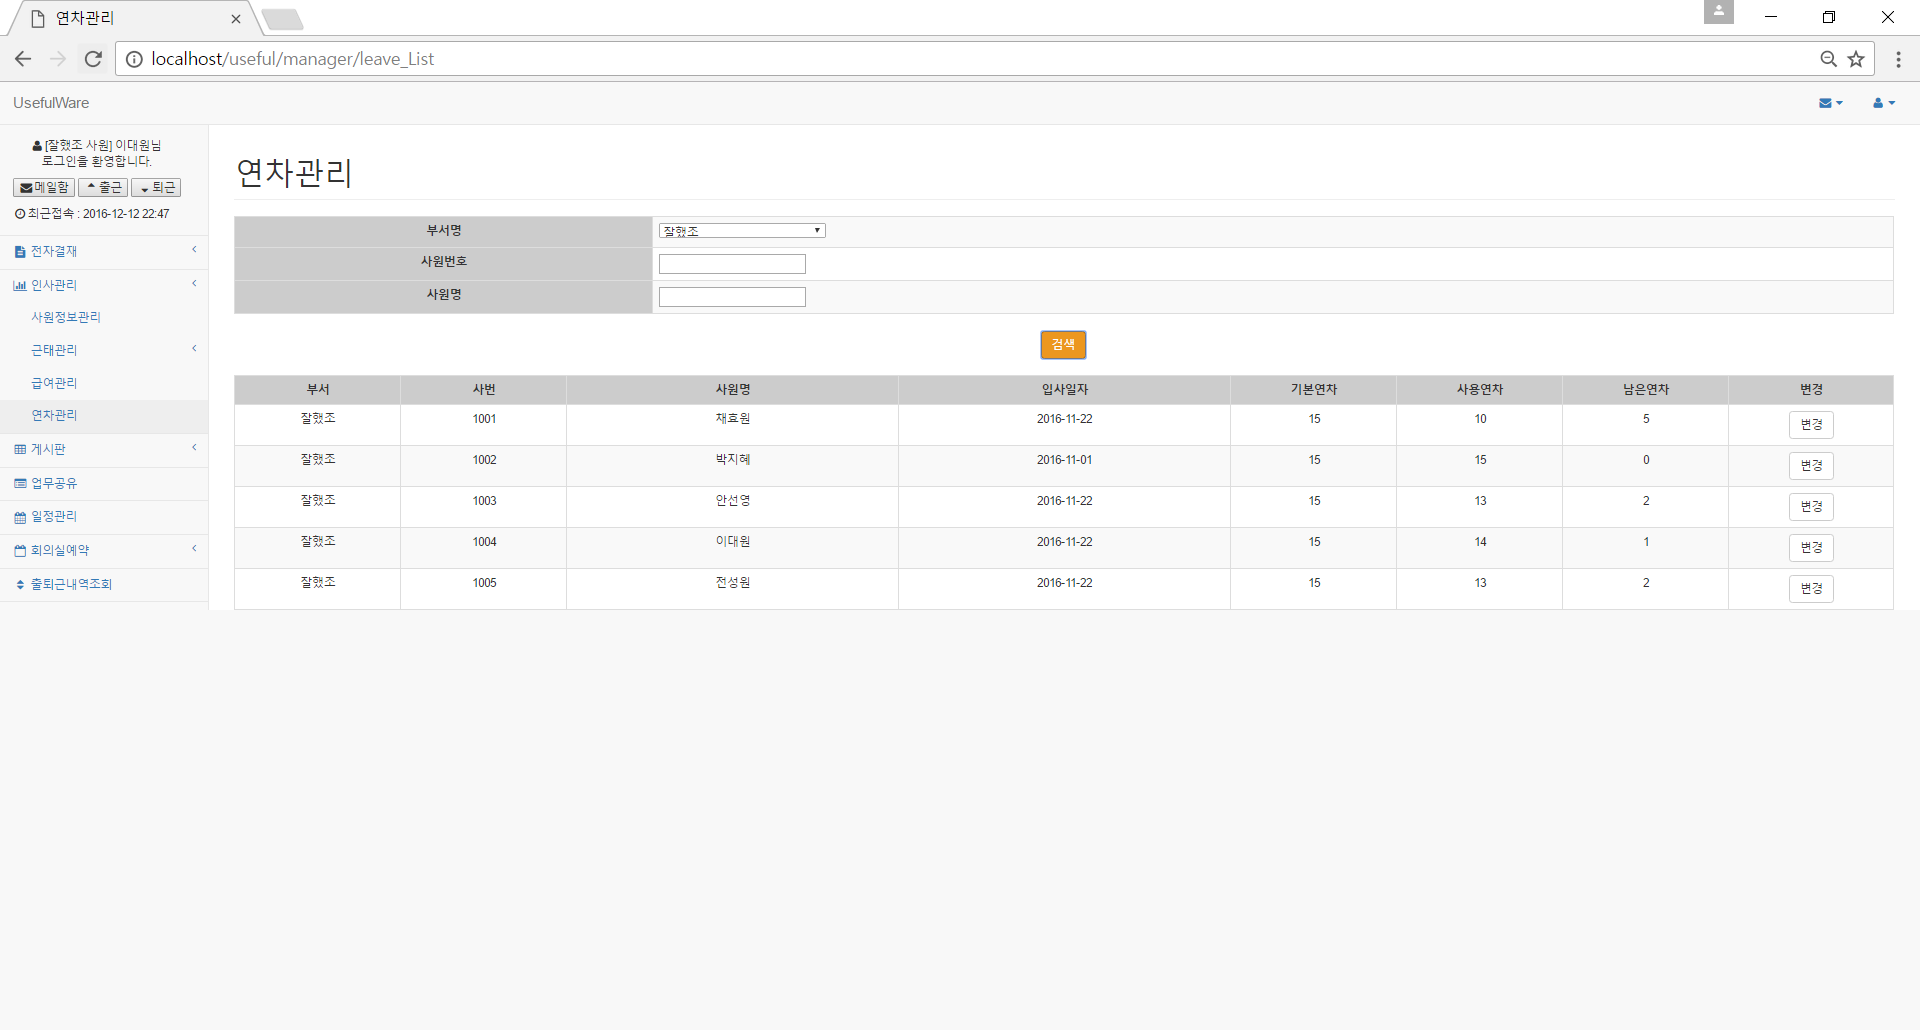 연차관리
localhost/useful/manager/leave_List
UsefulWare
[잘했조 사원] 이대원님
로그인을 환영합니다.
메일함 출근 퇴근
최근접속 : 2016-12-12 22:47
전자결재
인사관리
사원정보관리
근태관리
급여관리
연차관리
게시판
업무공유
일정관리
회의실예약
출퇴근내역조회
연차관리
부서명 잘했조
사원번호
사원명
검색
부서 사번 사원명 입사일자 기본연차 사용연차 남은연차 변경
잘했조 1001 채효원 2016-11-22 15 10 5 변경
잘했조 1002 박지혜 2016-11-01 15 15 0 변경
잘했조 1003 안선영 2016-11-22 15 13 2 변경
잘했조 1004 이대원 2016-11-22 15 14 1 변경
잘했조 1005 전성원 2016-11-22 15 13 2 변경